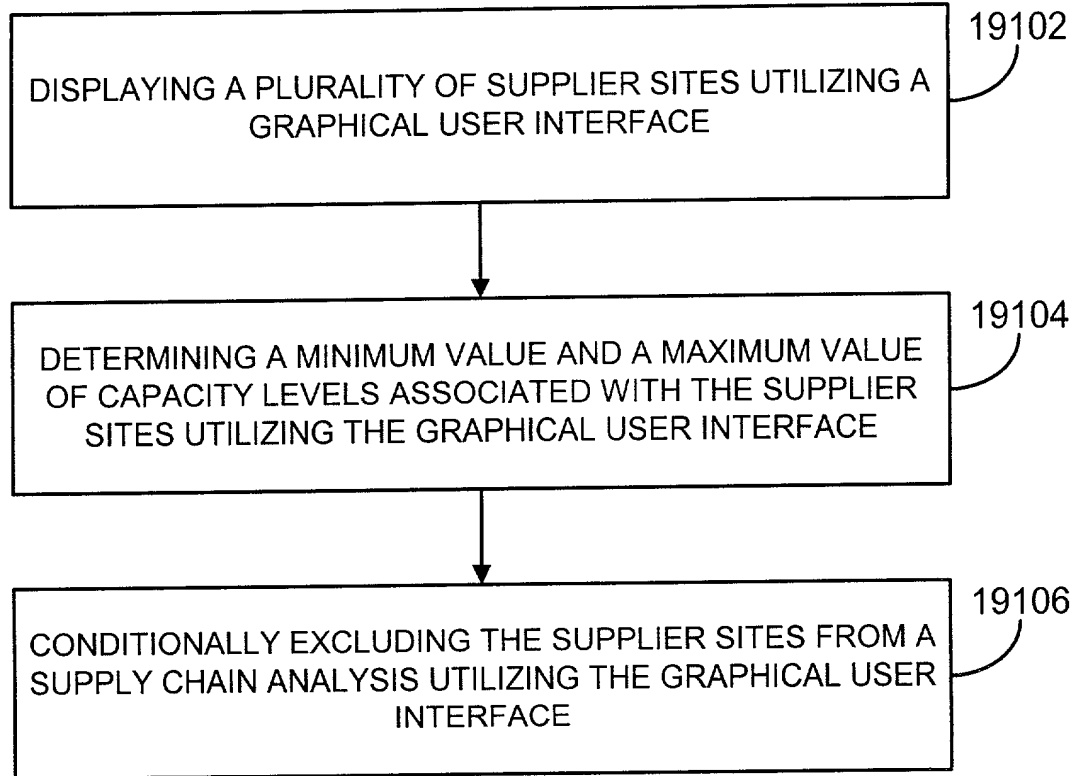 19102
DISPLAYING A PLURALITY OF SUPPLIER SITES UTILIZING A
GRAPHICAL USER INTERFACE
19104
DETERMINING A MINIMUM VALUE AND A MAXIMUM VALUE
OF CAPACITY LEVELS ASSOCIATED WITH THE SUPPLIER
SITES UTILIZING THE GRAPHICAL USER INTERFACE
19106
CONDITIONALLY EXCLUDING THE SUPPLIER SITES FROM A
SUPPLY CHAIN ANALYSIS UTILIZING THE GRAPHICAL USER
INTERFACE